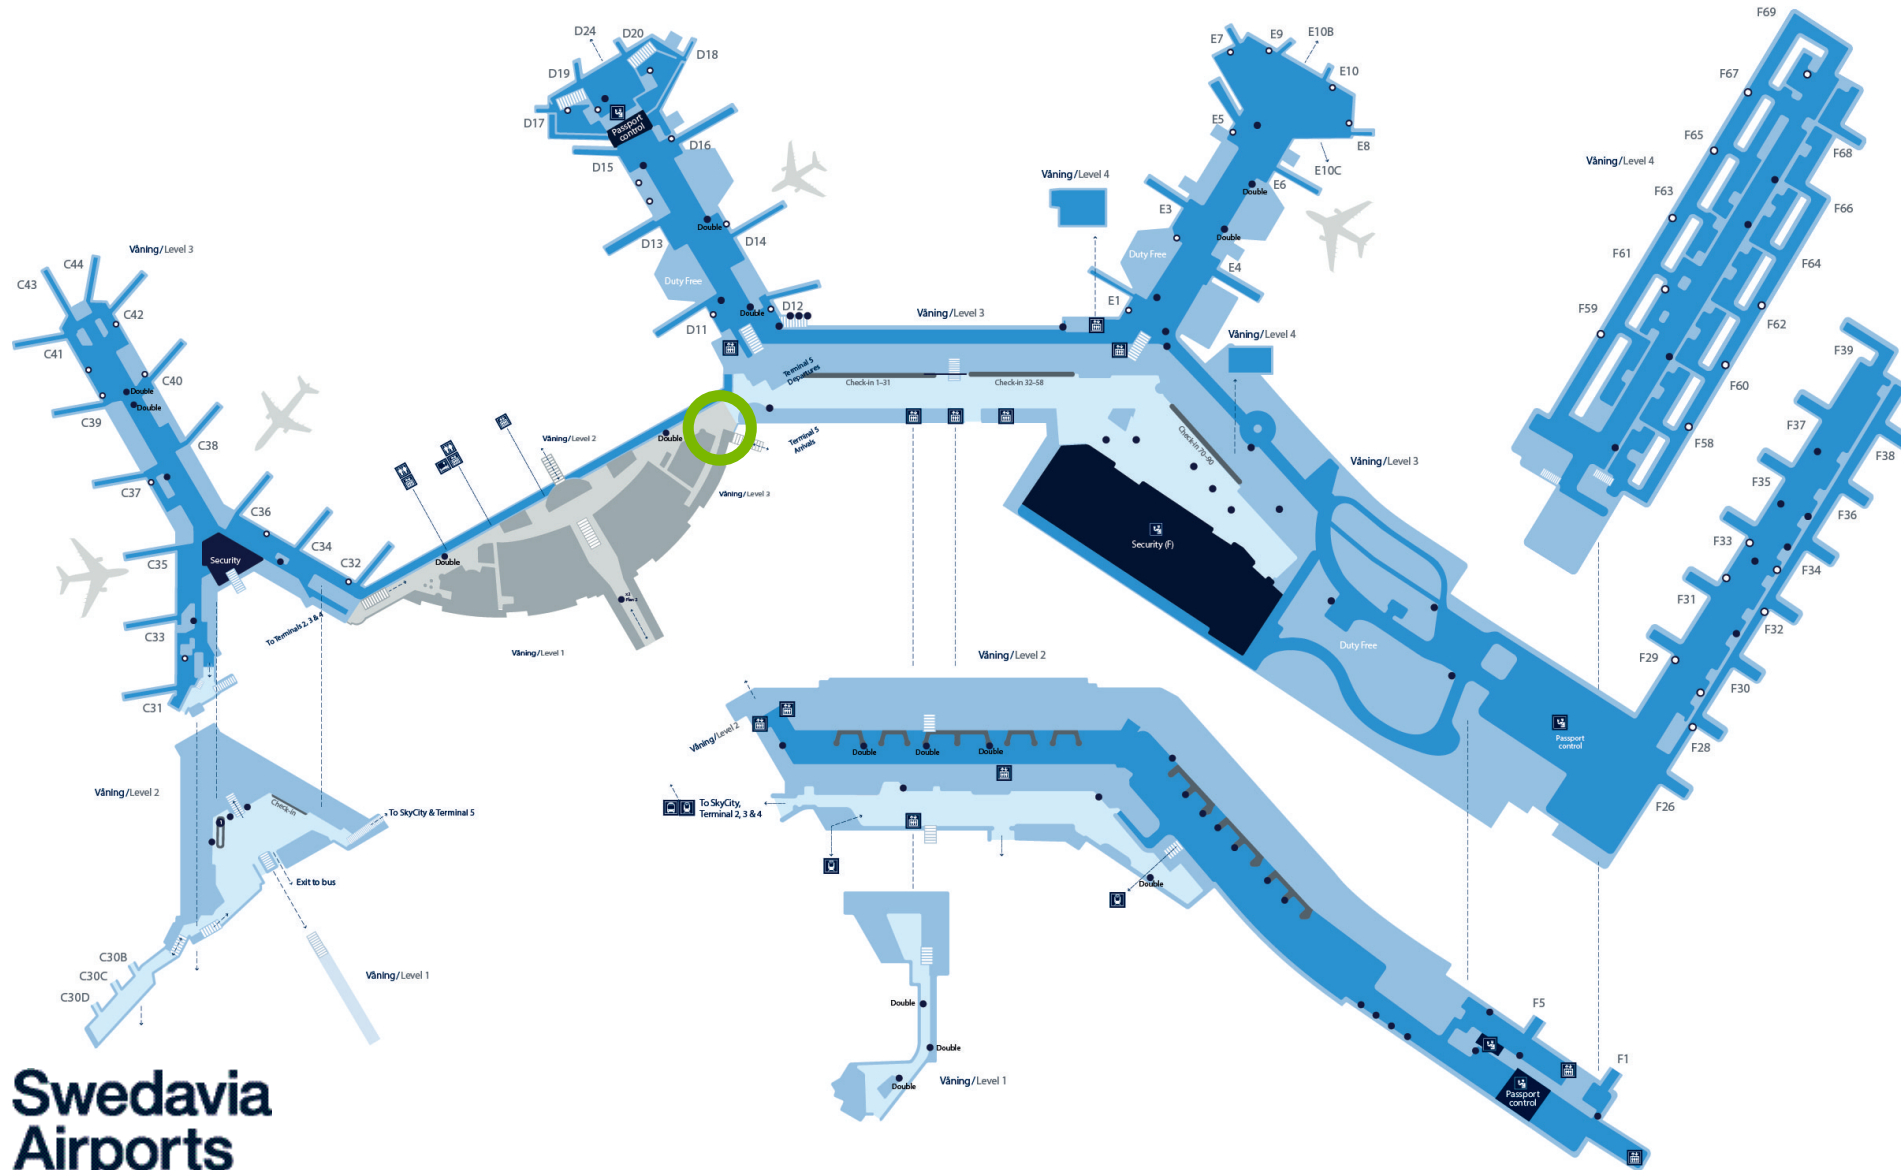 D24
D20
D18
D19
D17
Passport
control
D16
D15
D13
Double
D14
Duty Free
Double
D12
D11
E7
E9
E10B
E10
E5
E8
E10C
E6
Double
E3
Double
Duty Free
E4
E1
Våning/Level 4
Våning/Level 3
Våning/Level 4
F69
F67
F65
F68
Våning/Level 4
F63
F66
F61
F64
F59
F62
F60
F58
F39
F37
F38
F35
F36
F33
F34
F31
F32
F29
F30
F28
F26
Våning/Level 3
C44
C43
C42
C41
C40
Double
Double
C39
C38
C37
C36
C34
C32
C35
Security
C33
C31
To Terminals 2, 3 & 4
Våning/Level 2
Double
Double
Våning/Level 3
Våning/Level 1
Terminal 5
Departures
Check-in 1–31
Check-in 32–58
Terminal 5
Arrivals
Check-in 70–90
Våning/Level 3
Security (F)
Duty Free
Passport
control
Våning/Level 2
Våning/Level 2
Double
Double
Double
To SkyCity,
Terminal 2, 3 & 4
Double
Våning/Level 2
Check-in
To SkyCity & Terminal 5
Exit to bus
C30B
C30C
C30D
Våning/Level 1
Double
Double
Double
Våning/Level 1
F5
F1
Passport
control
Swedavia
Airports